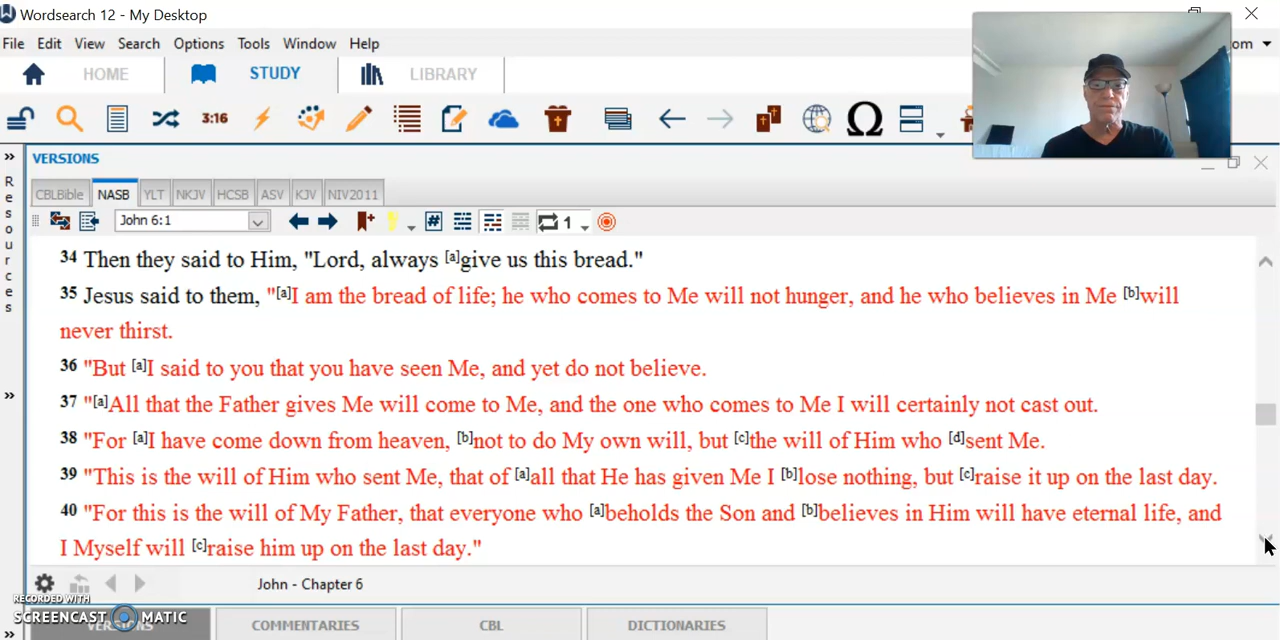 Wordsearch 12 - My Desktop
File Edit View Search Options Tools Window Help
om
HOME STUDY LIBRARY
3:16 Ω
» VERSIONS
Resources
CBLBible NASB YLT NKJV HCSB ASV KJV NIV2011
John 6:1 # 1
34 Then they said to Him, "Lord, always [a]give us this bread."
35 Jesus said to them, "[a]I am the bread of life; he who comes to Me will not hunger, and he who believes in Me [b]will
never thirst.
36 "But [a]I said to you that you have seen Me, and yet do not believe.
37 "[a]All that the Father gives Me will come to Me, and the one who comes to Me I will certainly not cast out.
»
38 "For [a]I have come down from heaven, [b]not to do My own will, but [c]the will of Him who [d]sent Me.
39 "This is the will of Him who sent Me, that of [a]all that He has given Me I [b]lose nothing, but [c]raise it up on the last day.
40 "For this is the will of My Father, that everyone who [a]beholds the Son and [b]believes in Him will have eternal life, and
I Myself will [c]raise him up on the last day."
John - Chapter 6
RECORDED WITH
SCREENCAST MATIC
» VERSIONS COMMENTARIES CBL DICTIONARIES